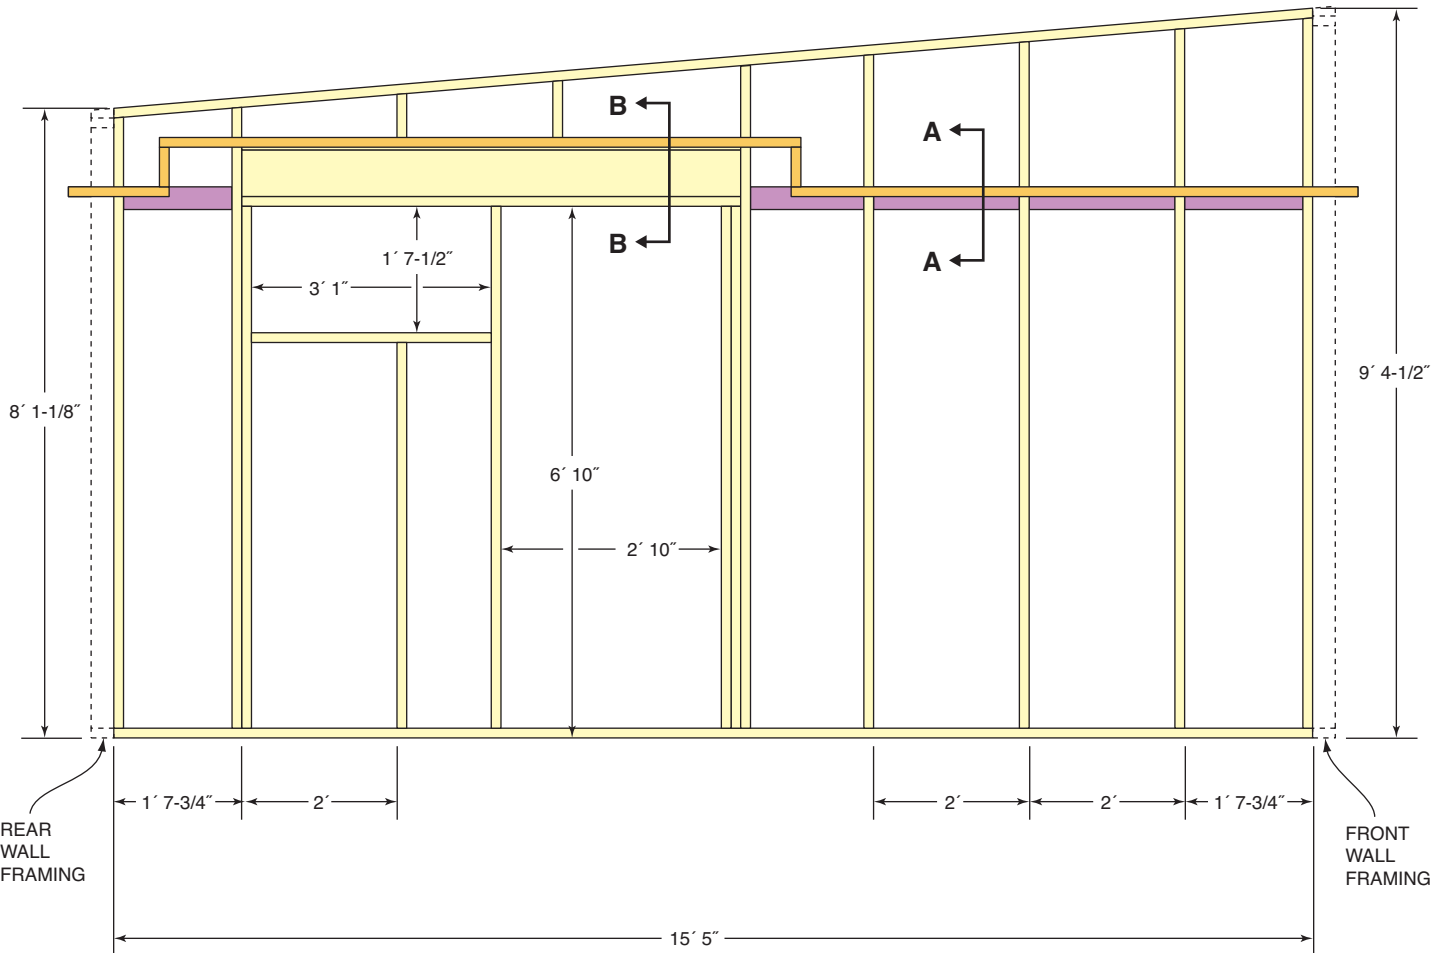 B
A
B
A
1´ 7-1/2˝
3´ 1˝
9´ 4-1/2˝
8´ 1-1/8˝
6´ 10˝
2´ 10˝
1´ 7-3/4˝
2´
2´
2´
1´ 7-3/4˝
REAR
WALL
FRAMING
FRONT
WALL
FRAMING
15´ 5˝